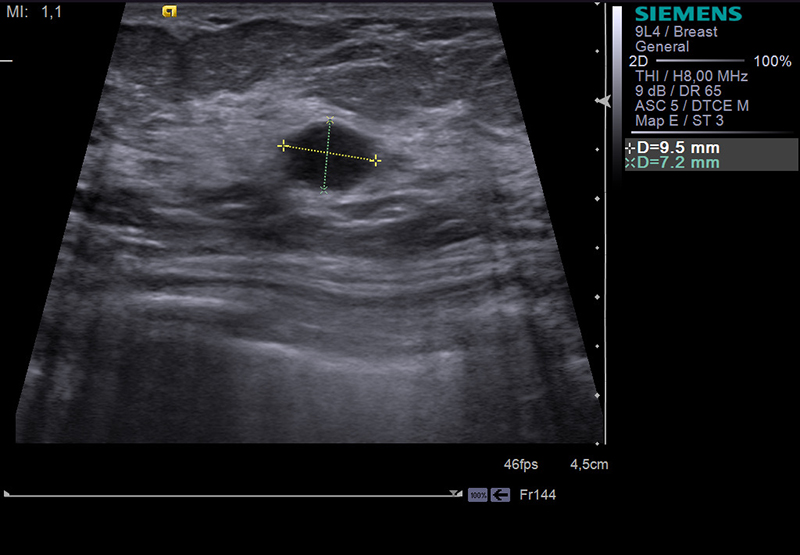 MI: 1,1
SIEMENS
9L4 / Breast
General
2D 100%
THI / H8,00 MHz
9 dB / DR 65
ASC 5 / DTCE M
Map E / ST 3
D=9.5 mm
D=7.2 mm
46fps 4,5cm
100% Fr144